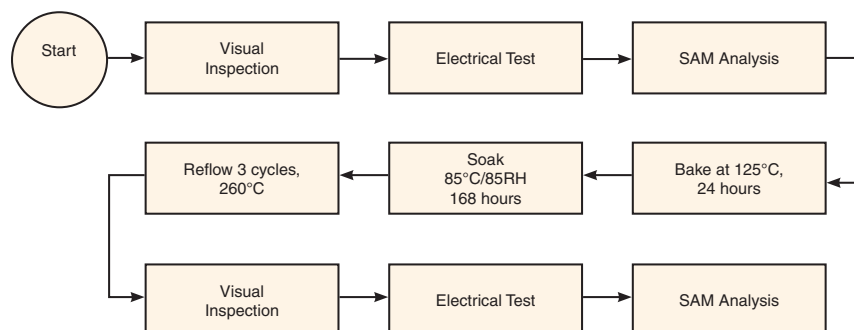 Start
Visual
Inspection
Electrical Test
SAM Analysis
Reflow 3 cycles,
260°C
Soak
85°C/85RH
168 hours
Bake at 125°C,
24 hours
Visual
Inspection
Electrical Test
SAM Analysis